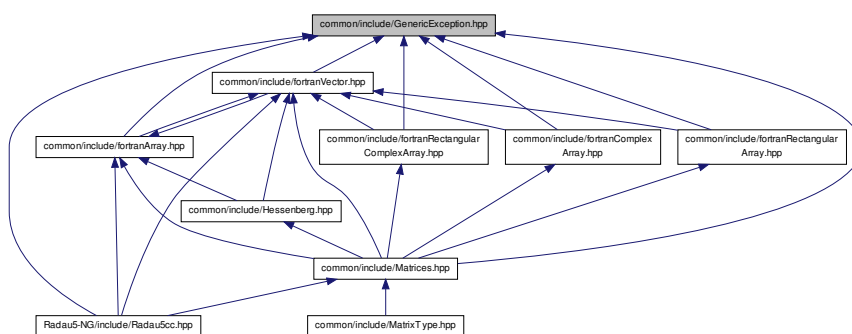 common/include/GenericException.hpp
common/include/fortranVector.hpp
common/include/fortranArray.hpp
common/include/fortranRectangular
ComplexArray.hpp
common/include/fortranComplex
Array.hpp
common/include/fortranRectangular
Array.hpp
common/include/Hessenberg.hpp
common/include/Matrices.hpp
Radau5-NG/include/Radau5cc.hpp
common/include/MatrixType.hpp